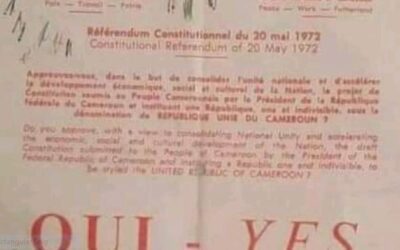 Paix - Travail - Patrie
Peace - Work - Fatherland
Référendum Constitutionnel du 20 mai 1972
Constitutional Referendum of 20 May 1972
Approuvez-vous, dans le but de consolider l'unité nationale et d'accélérer
le développement économique, social et culturel de la Nation, le projet de
Constitution soumis au Peuple Camerounais par le Président de la République
fédérale du Cameroun et instituant une République, une et indivisible, sous la
dénomination de REPUBLIQUE UNIE DU CAMEROUN ?
Do you approve, with a view to consolidating National Unity and accelerating
the economic, social and cultural development of the Nation, the draft
Constitution submitted to the People of Cameroon by the President of the
Federal Republic of Cameroon and instituting a Republic one and indivisible, to
be styled the UNITED REPUBLIC OF CAMEROON ?
OUI - YES